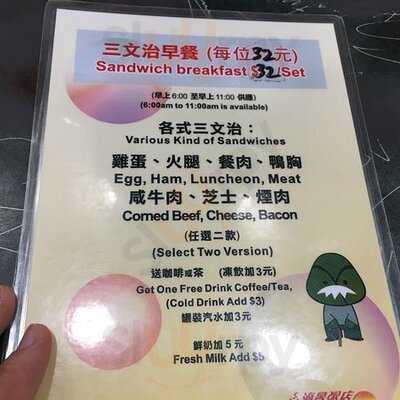 三文治早餐 (每位32元)
Sandwich breakfast $32/Set
(早上6:00 至早上11:00 供應)
(6:00am to 11:00am is available)
各式三文治：
Various Kind of Sandwiches
雞蛋、火腿、餐肉、鴨胸
Egg, Ham, Luncheon, Meat
咸牛肉、芝士、煙肉
Corned Beef, Cheese, Bacon
(任選二款)
(Select Two Version)
送咖啡或茶 (凍飲加3元)
Get One Free Drink Coffee/Tea,
(Cold Drink Add $3)
罐裝汽水加3元
鮮奶加 5 元
Fresh Milk Add $5